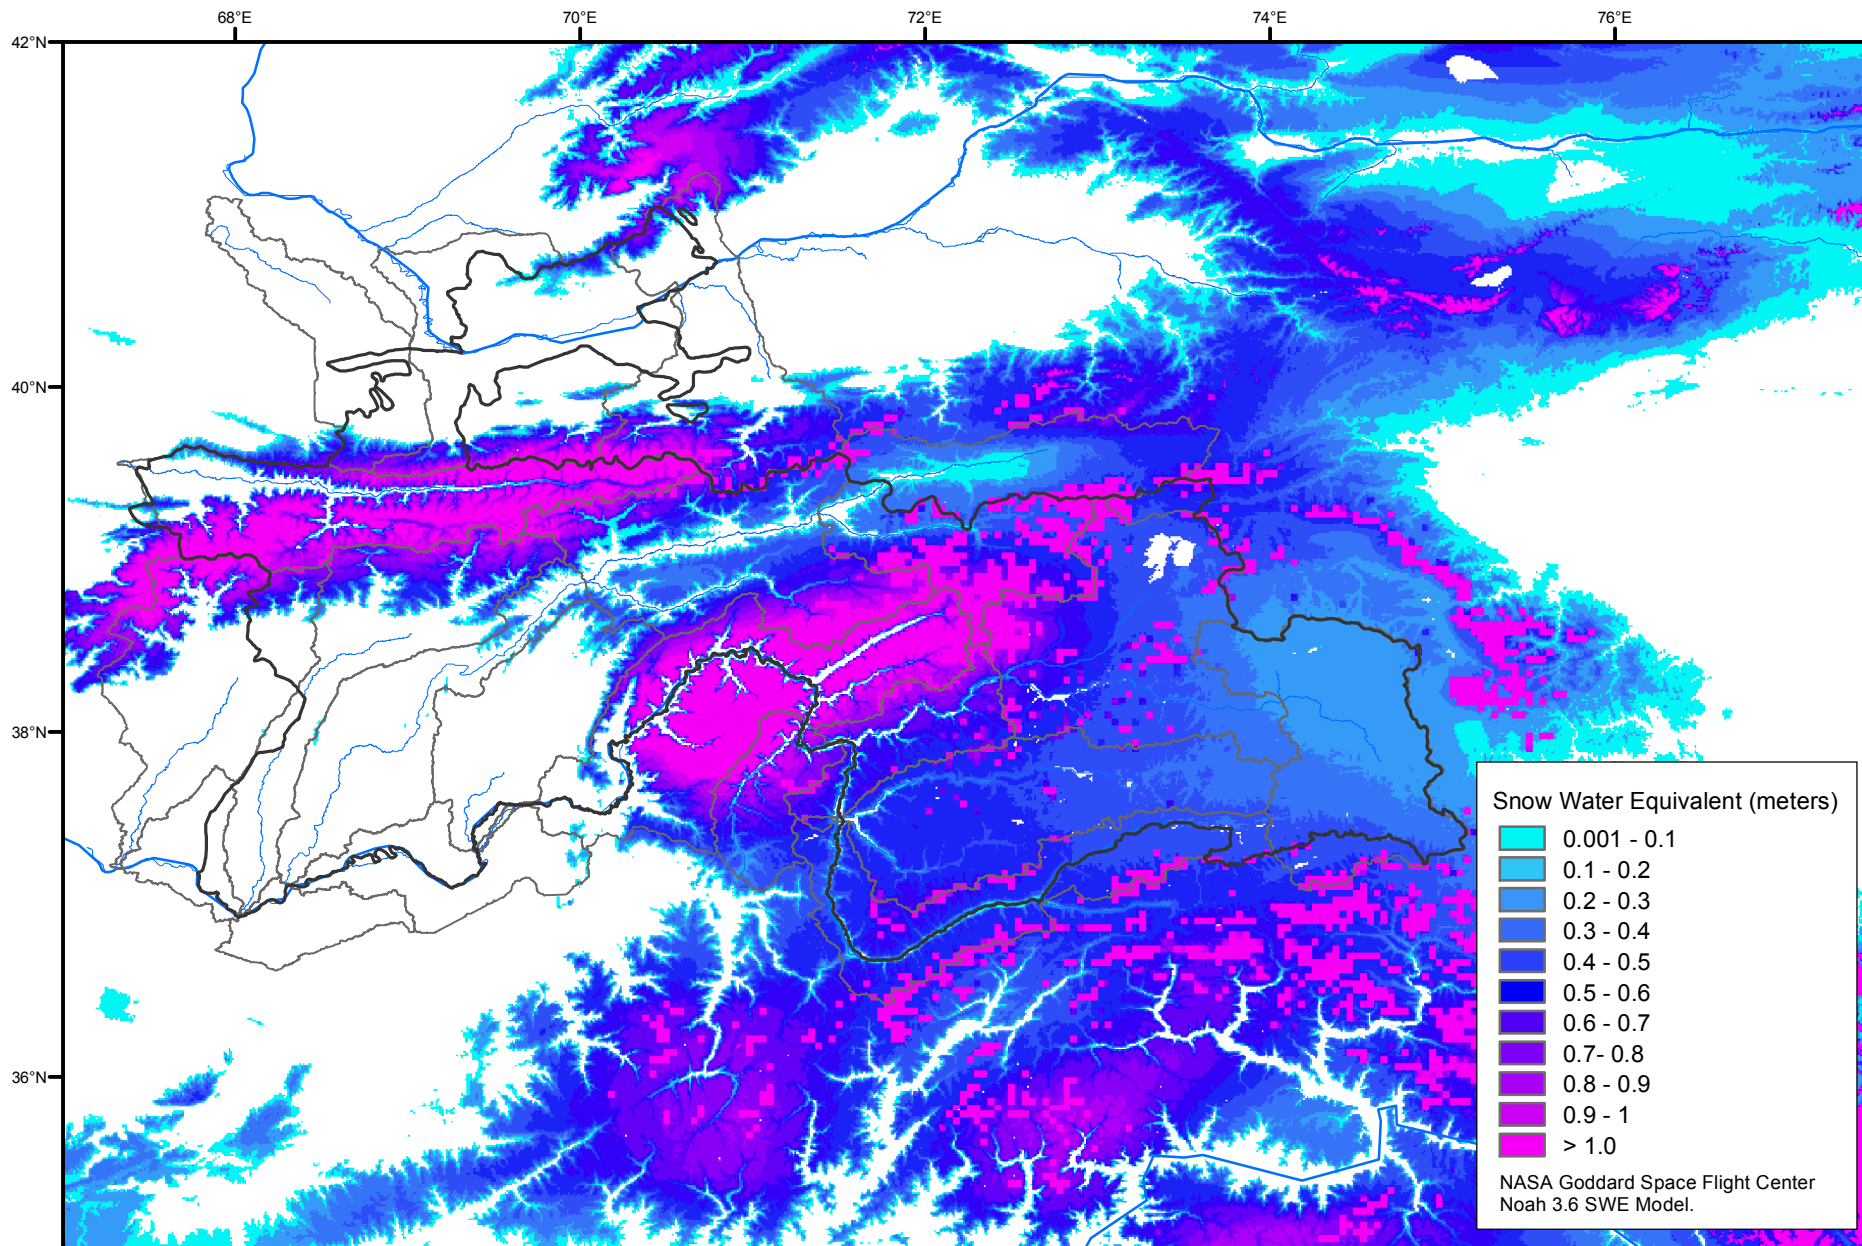 68°E 70°E 72°E 74°E 76°E
42°N
40°N
38°N
36°N
Snow Water Equivalent (meters)
0.001 - 0.1
0.1 - 0.2
0.2 - 0.3
0.3 - 0.4
0.4 - 0.5
0.5 - 0.6
0.6 - 0.7
0.7- 0.8
0.8 - 0.9
0.9 - 1
> 1.0
NASA Goddard Space Flight Center
Noah 3.6 SWE Model.